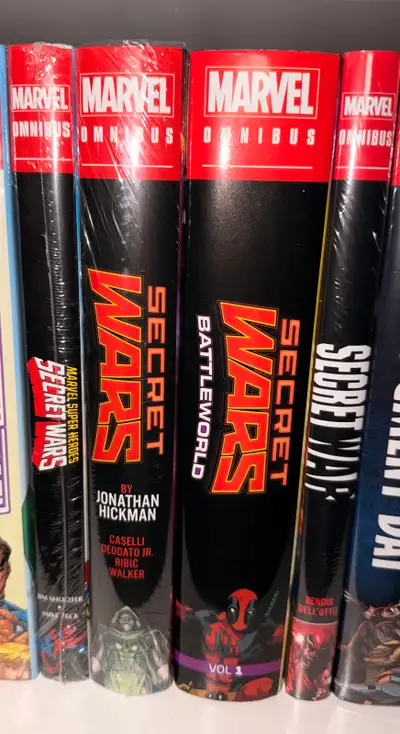 MARVEL
OMNIBUS
MARVEL SUPER HEROES
SECRET WARS
JIM SHOOTER
MIKE ZECK
MARVEL
OMNIBUS
SECRET
WARS
BY
JONATHAN
HICKMAN
CASELLI
DEODATO JR.
RIBIC
WALKER
MARVEL
OMNIBUS
SECRET
WARS
BATTLEWORLD
VOL 1
MARVEL
OMNIBUS
SECRET WAR
BENDIS
DELL'OTTO
DAY